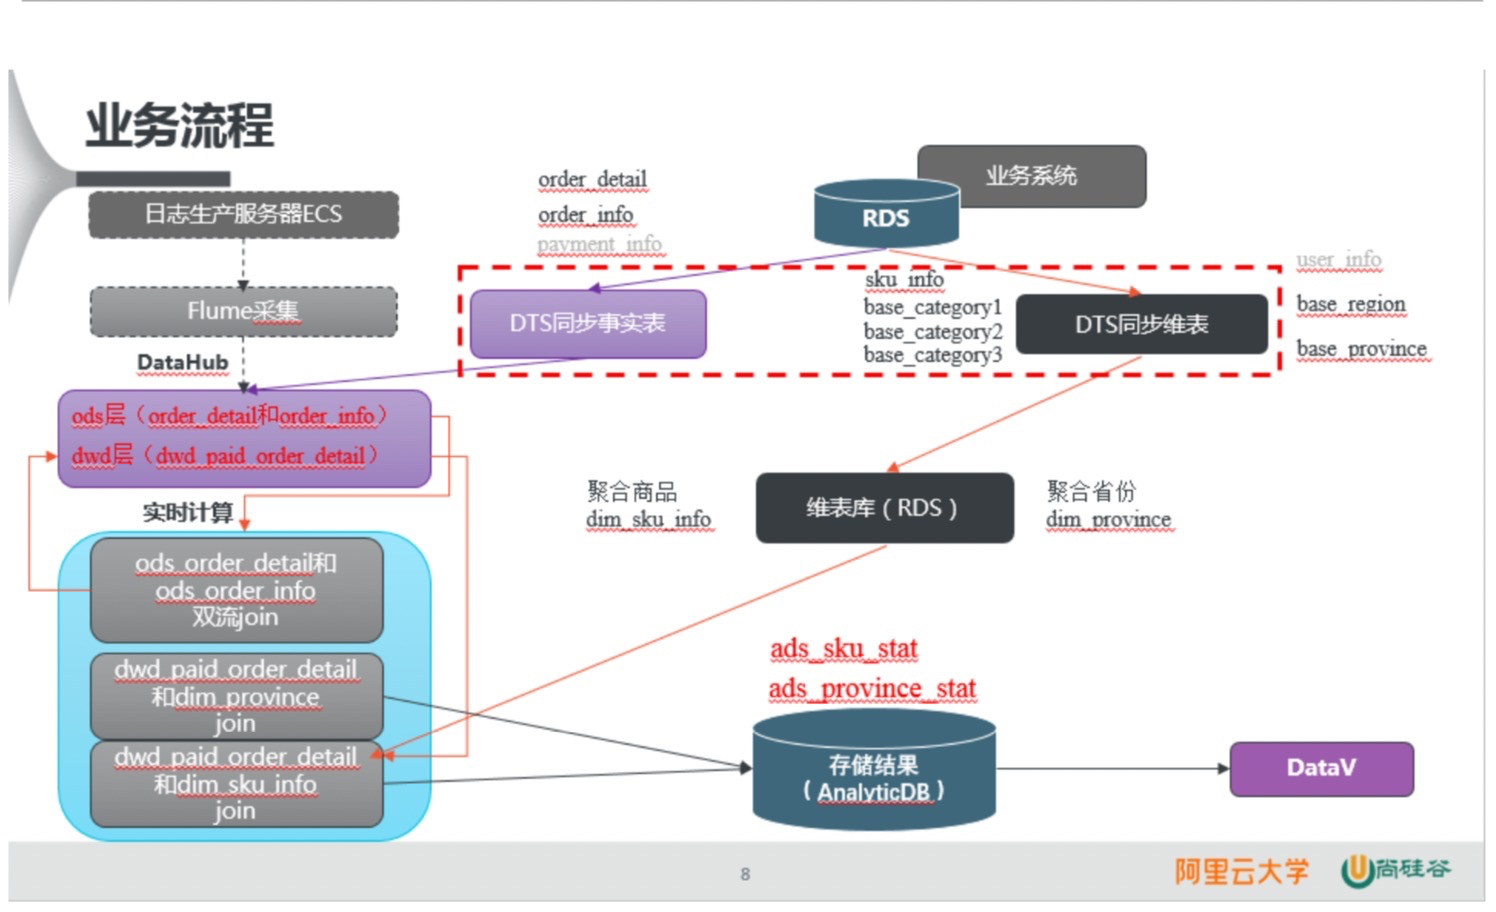 业务流程
日志生产服务器ECS
Flume采集
DataHub
order_detail
order_info
payment_info
业务系统
RDS
DTS同步事实表
sku_info
base_category1
base_category2
base_category3
DTS同步维表
user_info
base_region
base_province
ods层（order_detail和order_info）
dwd层（dwd_paid_order_detail）
实时计算
ods_order_detail和
ods_order_info
双流join
dwd_paid_order_detail
和dim_province
join
dwd_paid_order_detail
和dim_sku_info
join
聚合商品
dim_sku_info
维表库（RDS）
聚合省份
dim_province
ads_sku_stat
ads_province_stat
存储结果
（AnalyticDB）
DataV
8
阿里云大学
尚硅谷